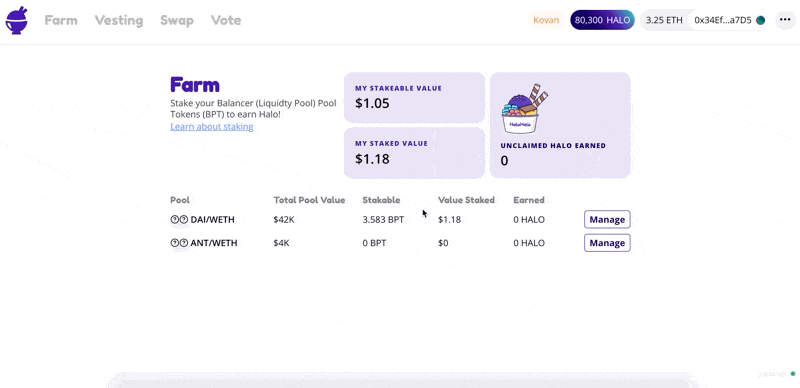 Farm Vesting Swap Vote Kovan 80,300 HALO 3.25 ETH 0x34Ef...a7D5
Farm
Stake your Balancer (Liquidty Pool) Pool
Tokens (BPT) to earn Halo!
Learn about staking
MY STAKEABLE VALUE
$1.05
MY STAKED VALUE
$1.18
HaloHalo
UNCLAIMED HALO EARNED
0
Pool Total Pool Value Stakable Value Staked Earned
DAI/WETH $42K 3.583 BPT $1.18 0 HALO Manage
ANT/WETH $4K 0 BPT $0 0 HALO Manage